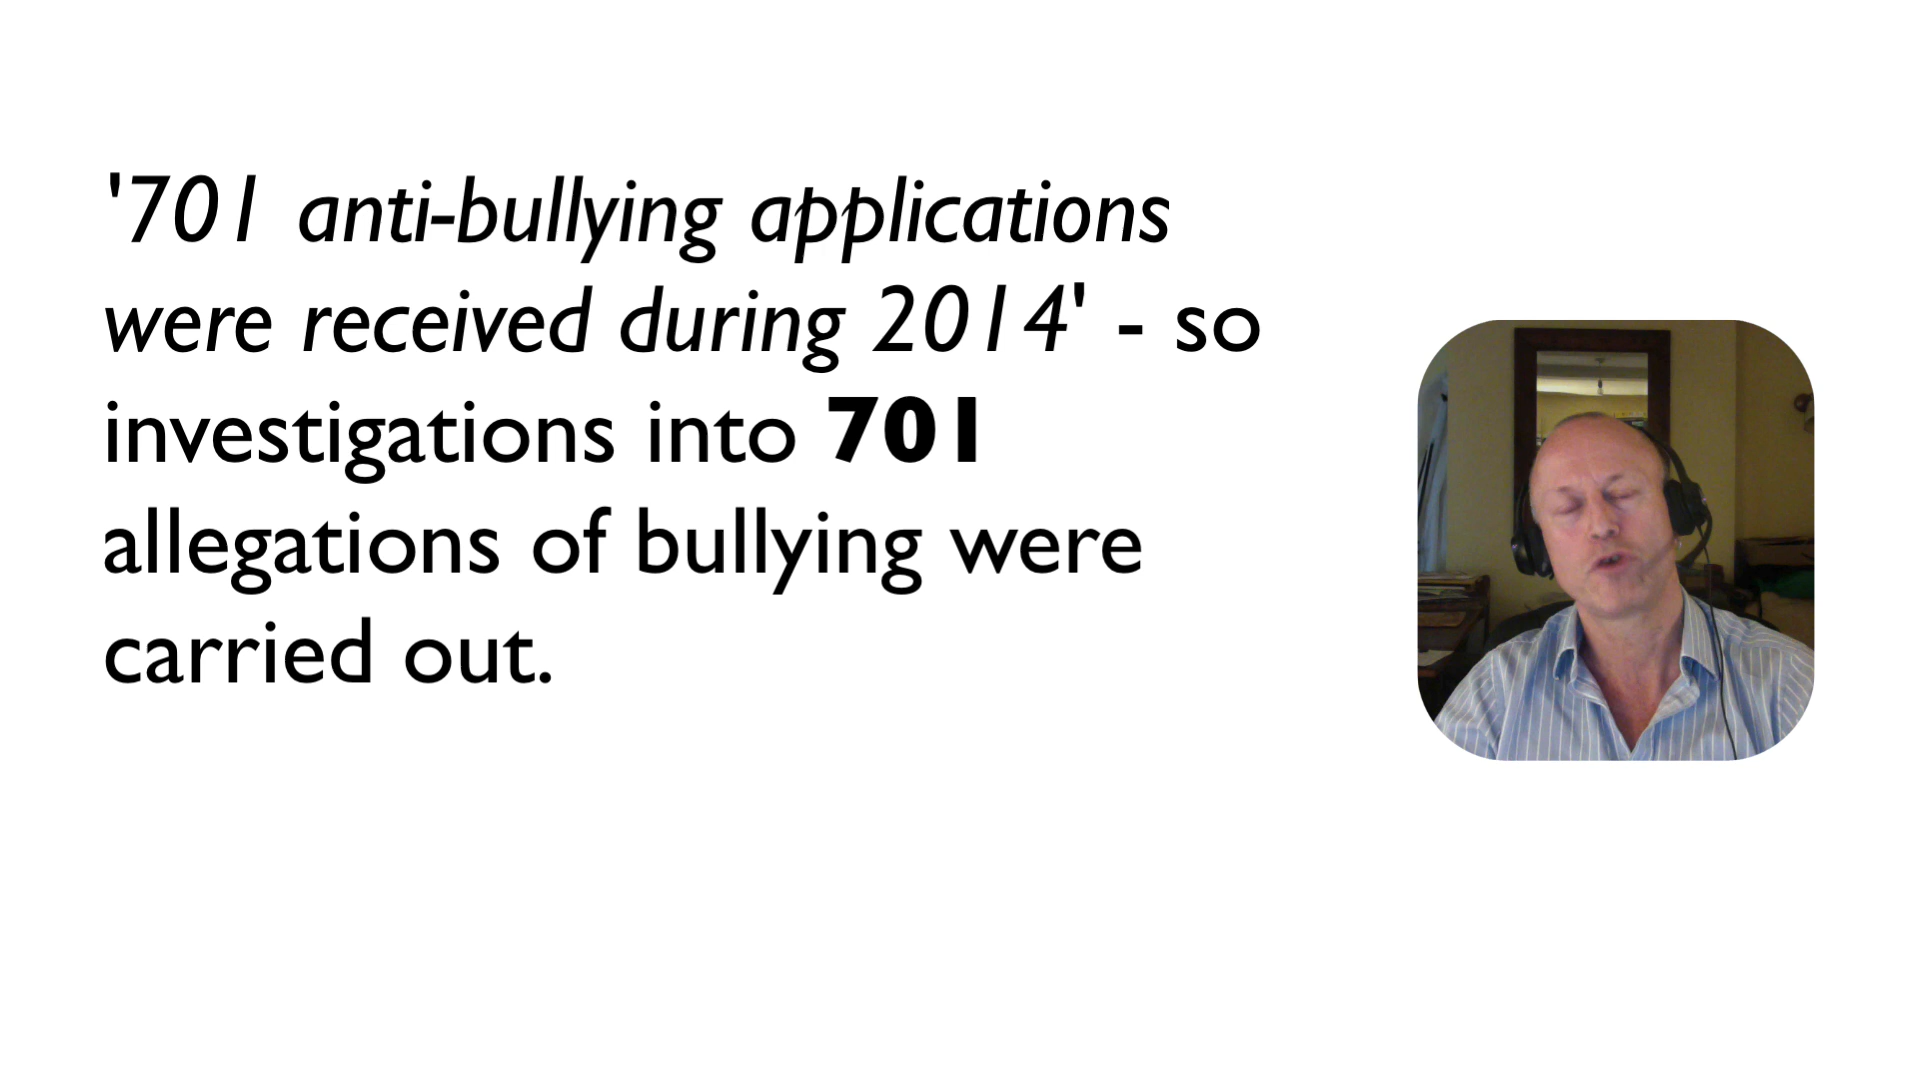 '701 anti-bullying applications
were received during 2014' - so
investigations into 701
allegations of bullying were
carried out.